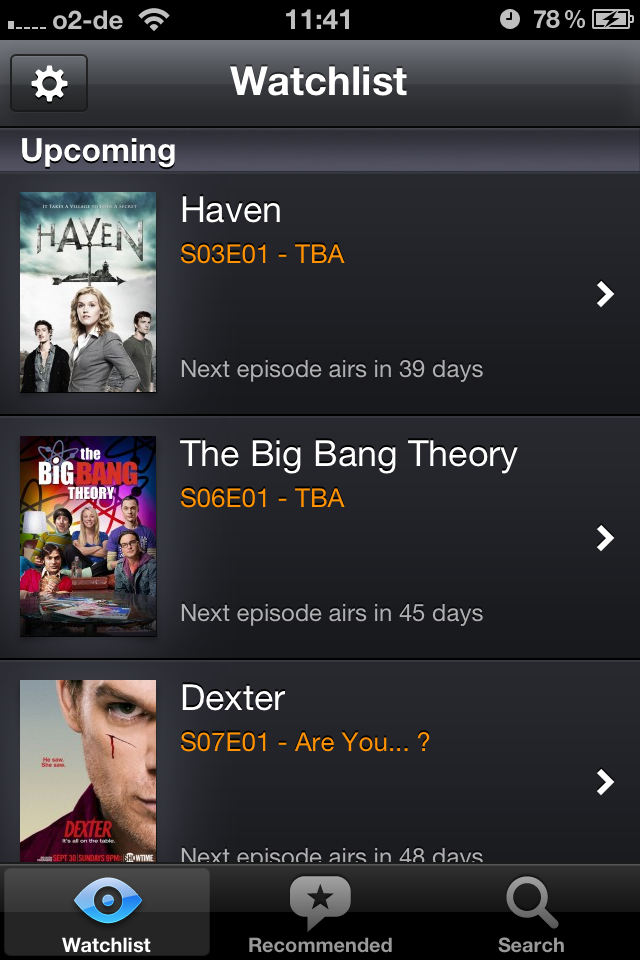 o2-de 11:41 78 %
Watchlist
Upcoming
IT TAKES A VILLAGE TO KEEP A SECRET
HAVEN
Haven
S03E01 - TBA
Next episode airs in 39 days
the
BIG BANG
THEORY
The Big Bang Theory
S06E01 - TBA
Next episode airs in 45 days
He saw.
She saw.
DEXTER
It's all on the table.
SEPT 30 SUNDAYS 9PM SHOWTIME
Dexter
S07E01 - Are You... ?
Next episode airs in 48 days
Watchlist
Recommended
Search